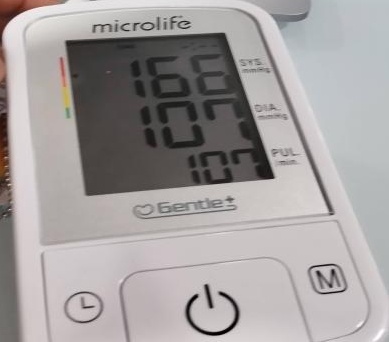 microlife
166
SYS.
mmHg
107
DIA.
mmHg
107
PUL.
/min.
Gentle+
M